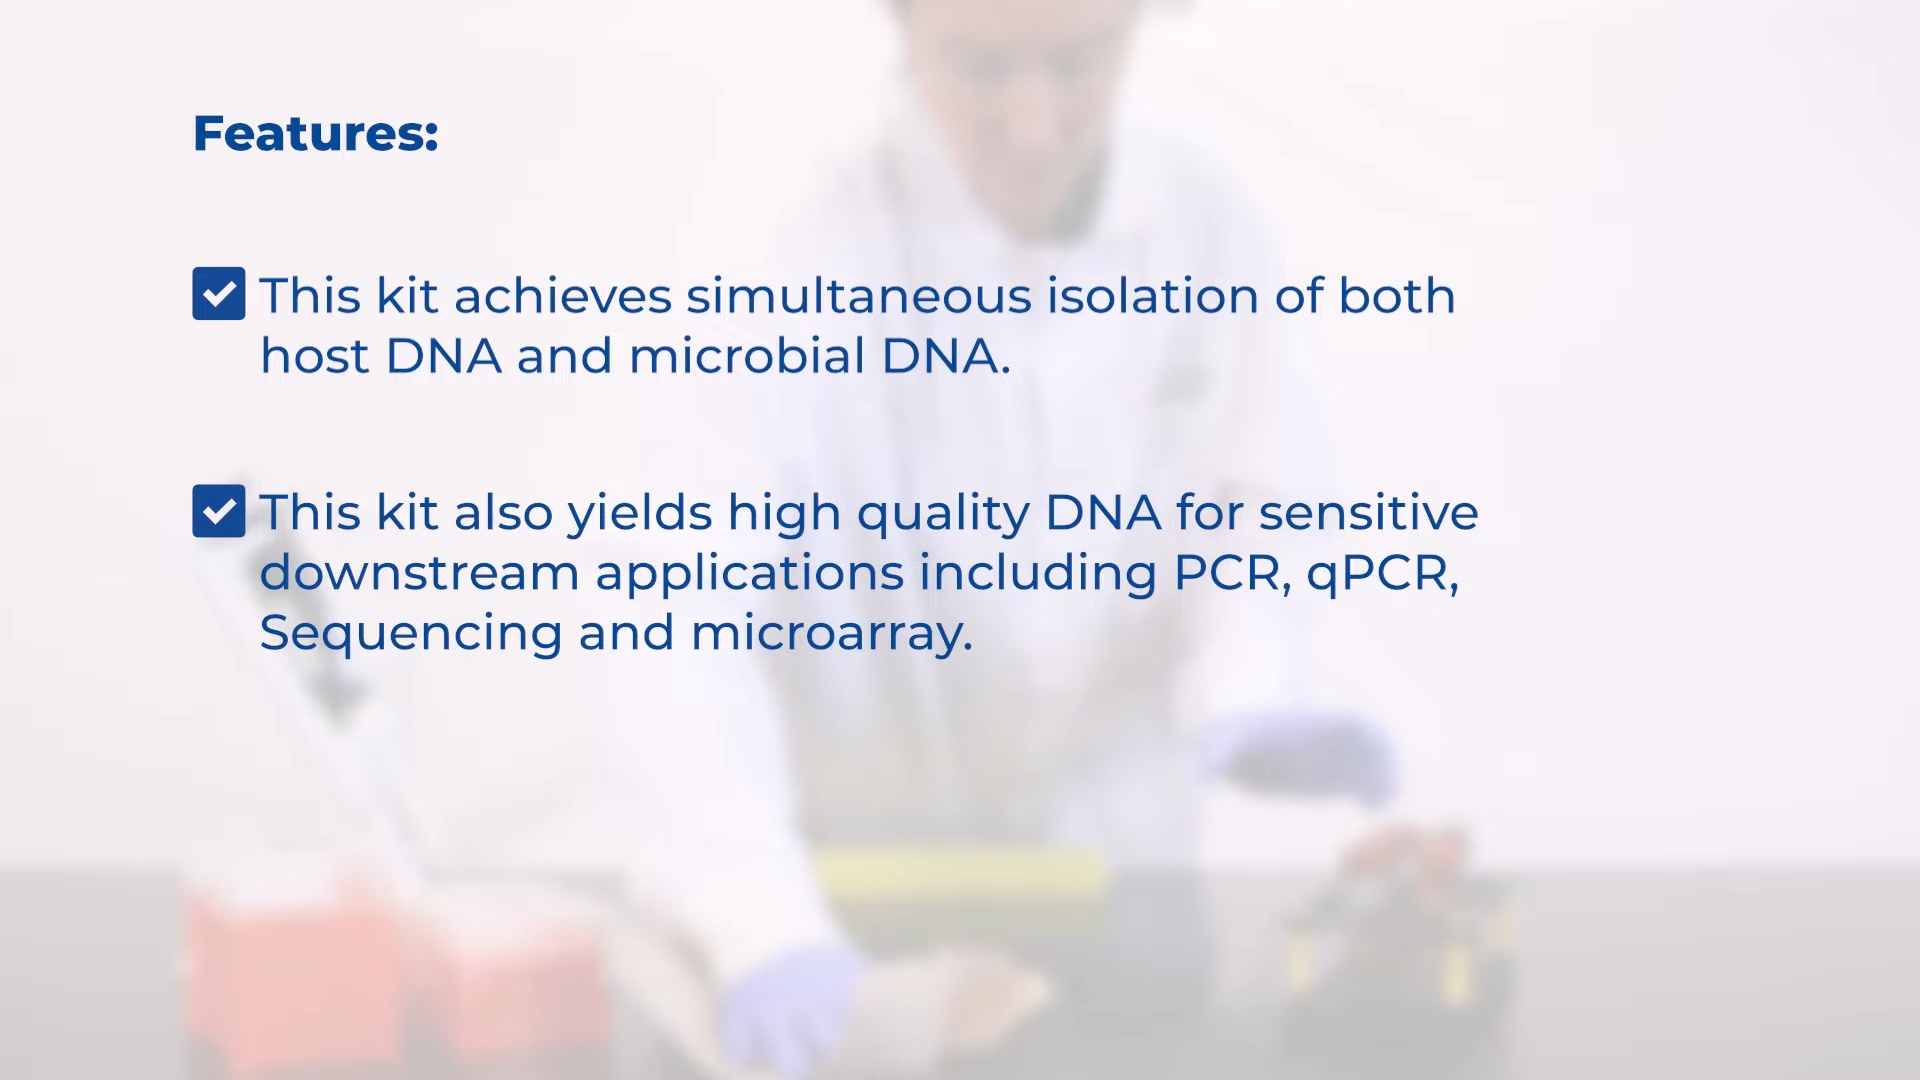 Features:
This kit achieves simultaneous isolation of both
host DNA and microbial DNA.
This kit also yields high quality DNA for sensitive
downstream applications including PCR, qPCR,
Sequencing and microarray.